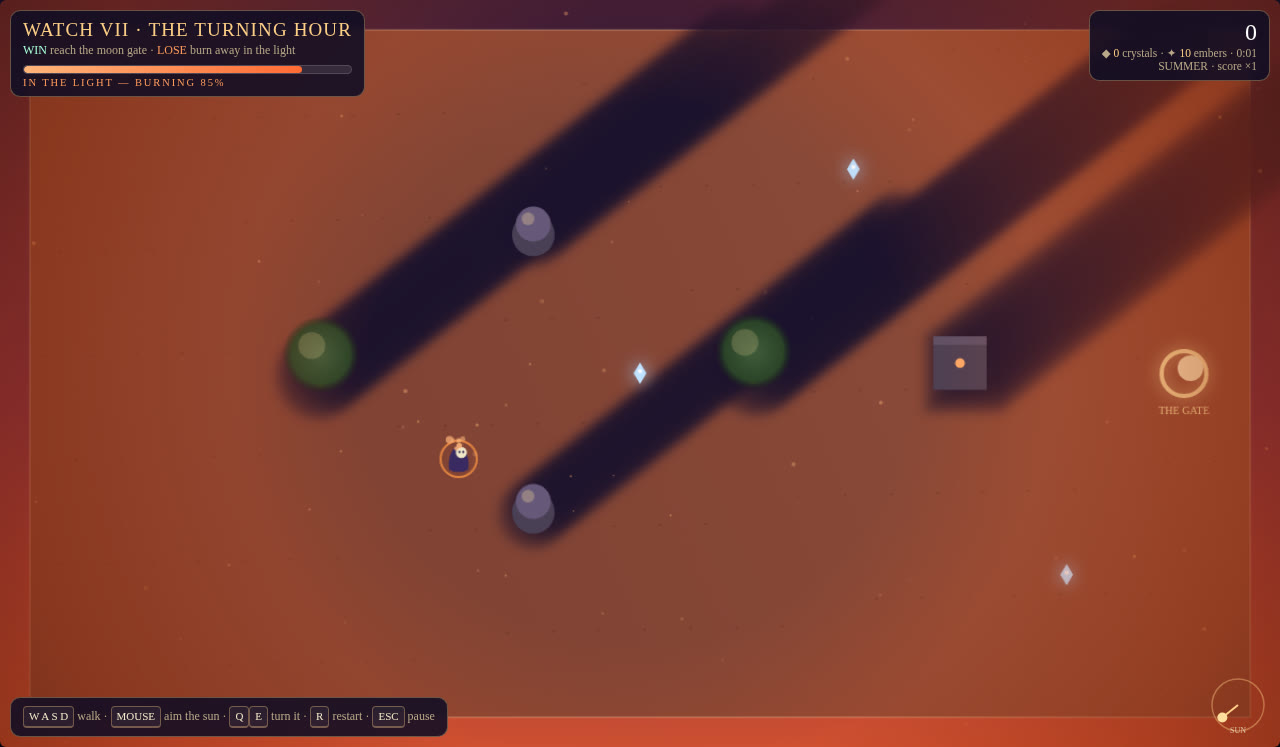 WATCH VII · THE TURNING HOUR
WIN reach the moon gate · LOSE burn away in the light
IN THE LIGHT — BURNING 85%
0
◆ 0 crystals · ✦ 10 embers · 0:01
SUMMER · score ×1
THE GATE
W A S D walk · MOUSE aim the sun · Q E turn it · R restart · ESC pause
SUN